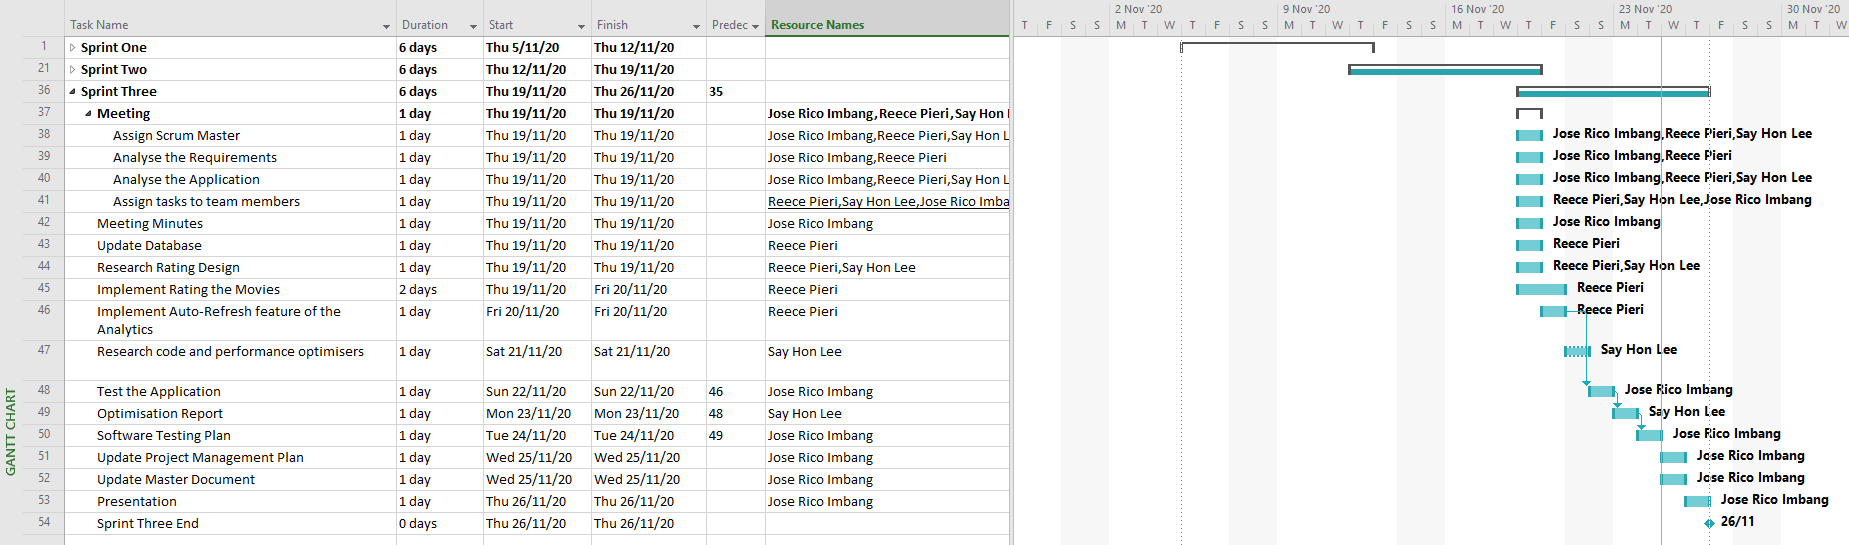 Task Name Duration Start Finish Predec Resource Names
2 Nov '20 9 Nov '20 16 Nov '20 23 Nov '20 30 Nov '20
T F S S M T W T F S S M T W T F S S M T W T F S S M T W T F S S M T W
1 Sprint One 6 days Thu 5/11/20 Thu 12/11/20
21 Sprint Two 6 days Thu 12/11/20 Thu 19/11/20
36 Sprint Three 6 days Thu 19/11/20 Thu 26/11/20 35
37 Meeting 1 day Thu 19/11/20 Thu 19/11/20 Jose Rico Imbang,Reece Pieri,Say Hon
38 Assign Scrum Master 1 day Thu 19/11/20 Thu 19/11/20 Jose Rico Imbang,Reece Pieri,Say Hon L Jose Rico Imbang,Reece Pieri,Say Hon Lee
39 Analyse the Requirements 1 day Thu 19/11/20 Thu 19/11/20 Jose Rico Imbang,Reece Pieri Jose Rico Imbang,Reece Pieri
40 Analyse the Application 1 day Thu 19/11/20 Thu 19/11/20 Jose Rico Imbang,Reece Pieri,Say Hon L Jose Rico Imbang,Reece Pieri,Say Hon Lee
41 Assign tasks to team members 1 day Thu 19/11/20 Thu 19/11/20 Reece Pieri,Say Hon Lee,Jose Rico Imba Reece Pieri,Say Hon Lee,Jose Rico Imbang
42 Meeting Minutes 1 day Thu 19/11/20 Thu 19/11/20 Jose Rico Imbang Jose Rico Imbang
43 Update Database 1 day Thu 19/11/20 Thu 19/11/20 Reece Pieri Reece Pieri
44 Research Rating Design 1 day Thu 19/11/20 Thu 19/11/20 Reece Pieri,Say Hon Lee Reece Pieri,Say Hon Lee
45 Implement Rating the Movies 2 days Thu 19/11/20 Fri 20/11/20 Reece Pieri Reece Pieri
46 Implement Auto-Refresh feature of the 1 day Fri 20/11/20 Fri 20/11/20 Reece Pieri Reece Pieri
Analytics
47 Research code and performance optimisers 1 day Sat 21/11/20 Sat 21/11/20 Say Hon Lee Say Hon Lee
48 Test the Application 1 day Sun 22/11/20 Sun 22/11/20 46 Jose Rico Imbang Jose Rico Imbang
49 Optimisation Report 1 day Mon 23/11/20 Mon 23/11/20 48 Say Hon Lee Say Hon Lee
50 Software Testing Plan 1 day Tue 24/11/20 Tue 24/11/20 49 Jose Rico Imbang Jose Rico Imbang
51 Update Project Management Plan 1 day Wed 25/11/20 Wed 25/11/20 Jose Rico Imbang Jose Rico Imbang
52 Update Master Document 1 day Wed 25/11/20 Wed 25/11/20 Jose Rico Imbang Jose Rico Imbang
53 Presentation 1 day Thu 26/11/20 Thu 26/11/20 Jose Rico Imbang Jose Rico Imbang
54 Sprint Three End 0 days Thu 26/11/20 Thu 26/11/20 26/11
GANTT CHART